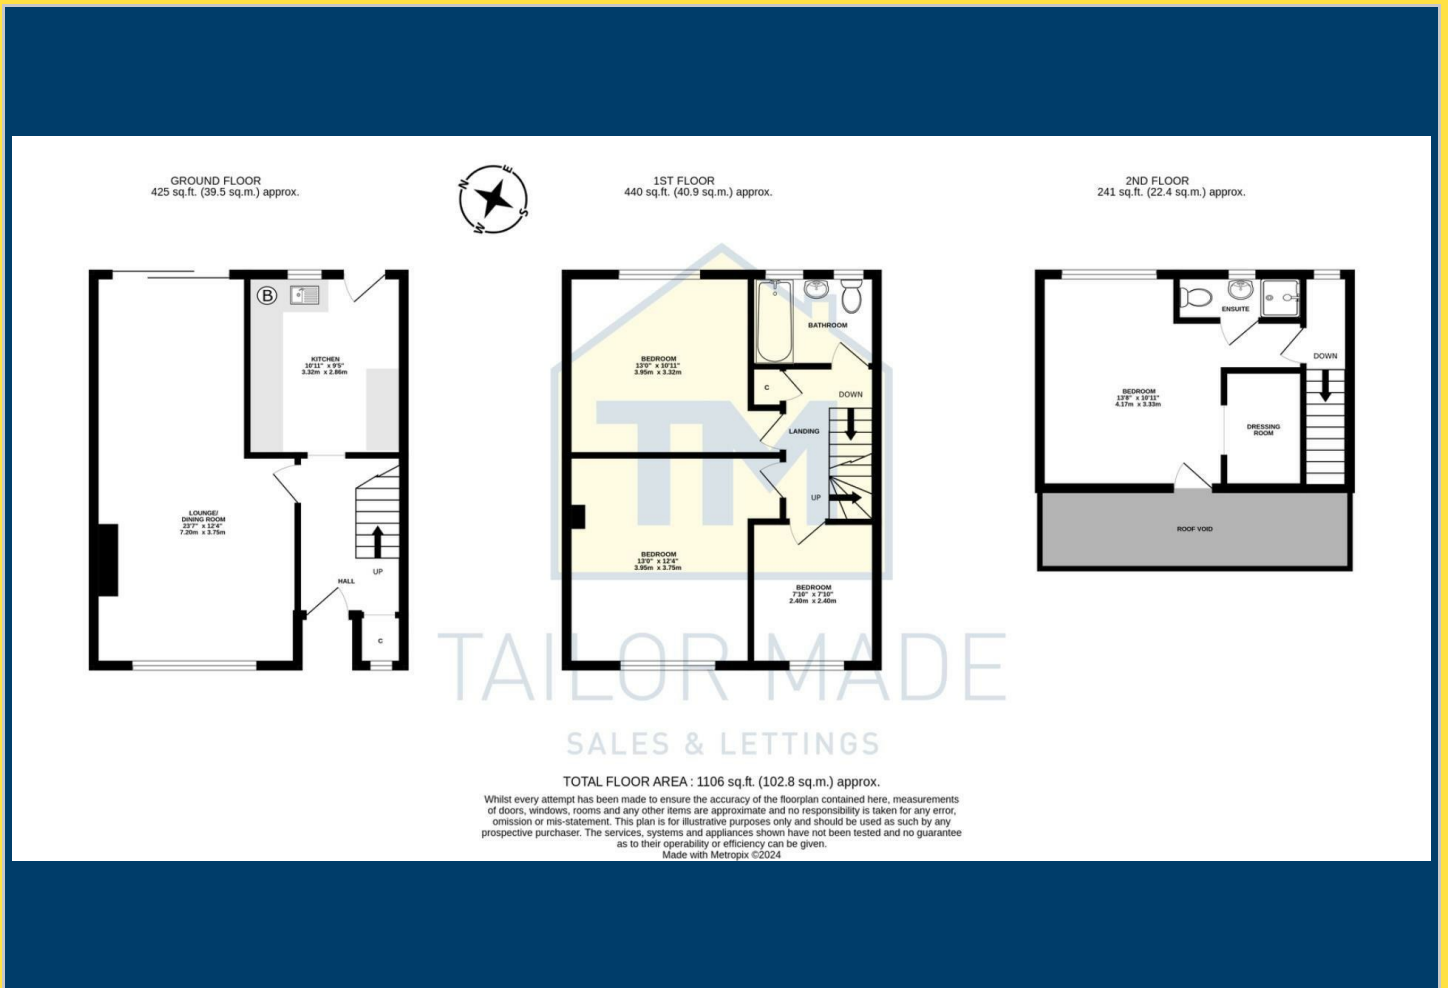 GROUND FLOOR
425 sq.ft. (39.5 sq.m.) approx.
N
E
S
W
1ST FLOOR
440 sq.ft. (40.9 sq.m.) approx.
2ND FLOOR
241 sq.ft. (22.4 sq.m.) approx.
B
KITCHEN
10'11" x 9'5"
3.32m x 2.86m
LOUNGE/
DINING ROOM
23'7" x 12'4"
7.20m x 3.75m
UP
HALL
C
BEDROOM
13'0" x 10'11"
3.95m x 3.32m
BATHROOM
C
DOWN
LANDING
UP
BEDROOM
13'0" x 12'4"
3.95m x 3.75m
BEDROOM
7'10" x 7'10"
2.40m x 2.40m
ENSUITE
DOWN
BEDROOM
13'8" x 10'11"
4.17m x 3.33m
DRESSING
ROOM
ROOF VOID
TM
TAILOR MADE
SALES & LETTINGS
TOTAL FLOOR AREA : 1106 sq.ft. (102.8 sq.m.) approx.
Whilst every attempt has been made to ensure the accuracy of the floorplan contained here, measurements
of doors, windows, rooms and any other items are approximate and no responsibility is taken for any error,
omission or mis-statement. This plan is for illustrative purposes only and should be used as such by any
prospective purchaser. The services, systems and appliances shown have not been tested and no guarantee
as to their operability or efficiency can be given.
Made with Metropix ©2024